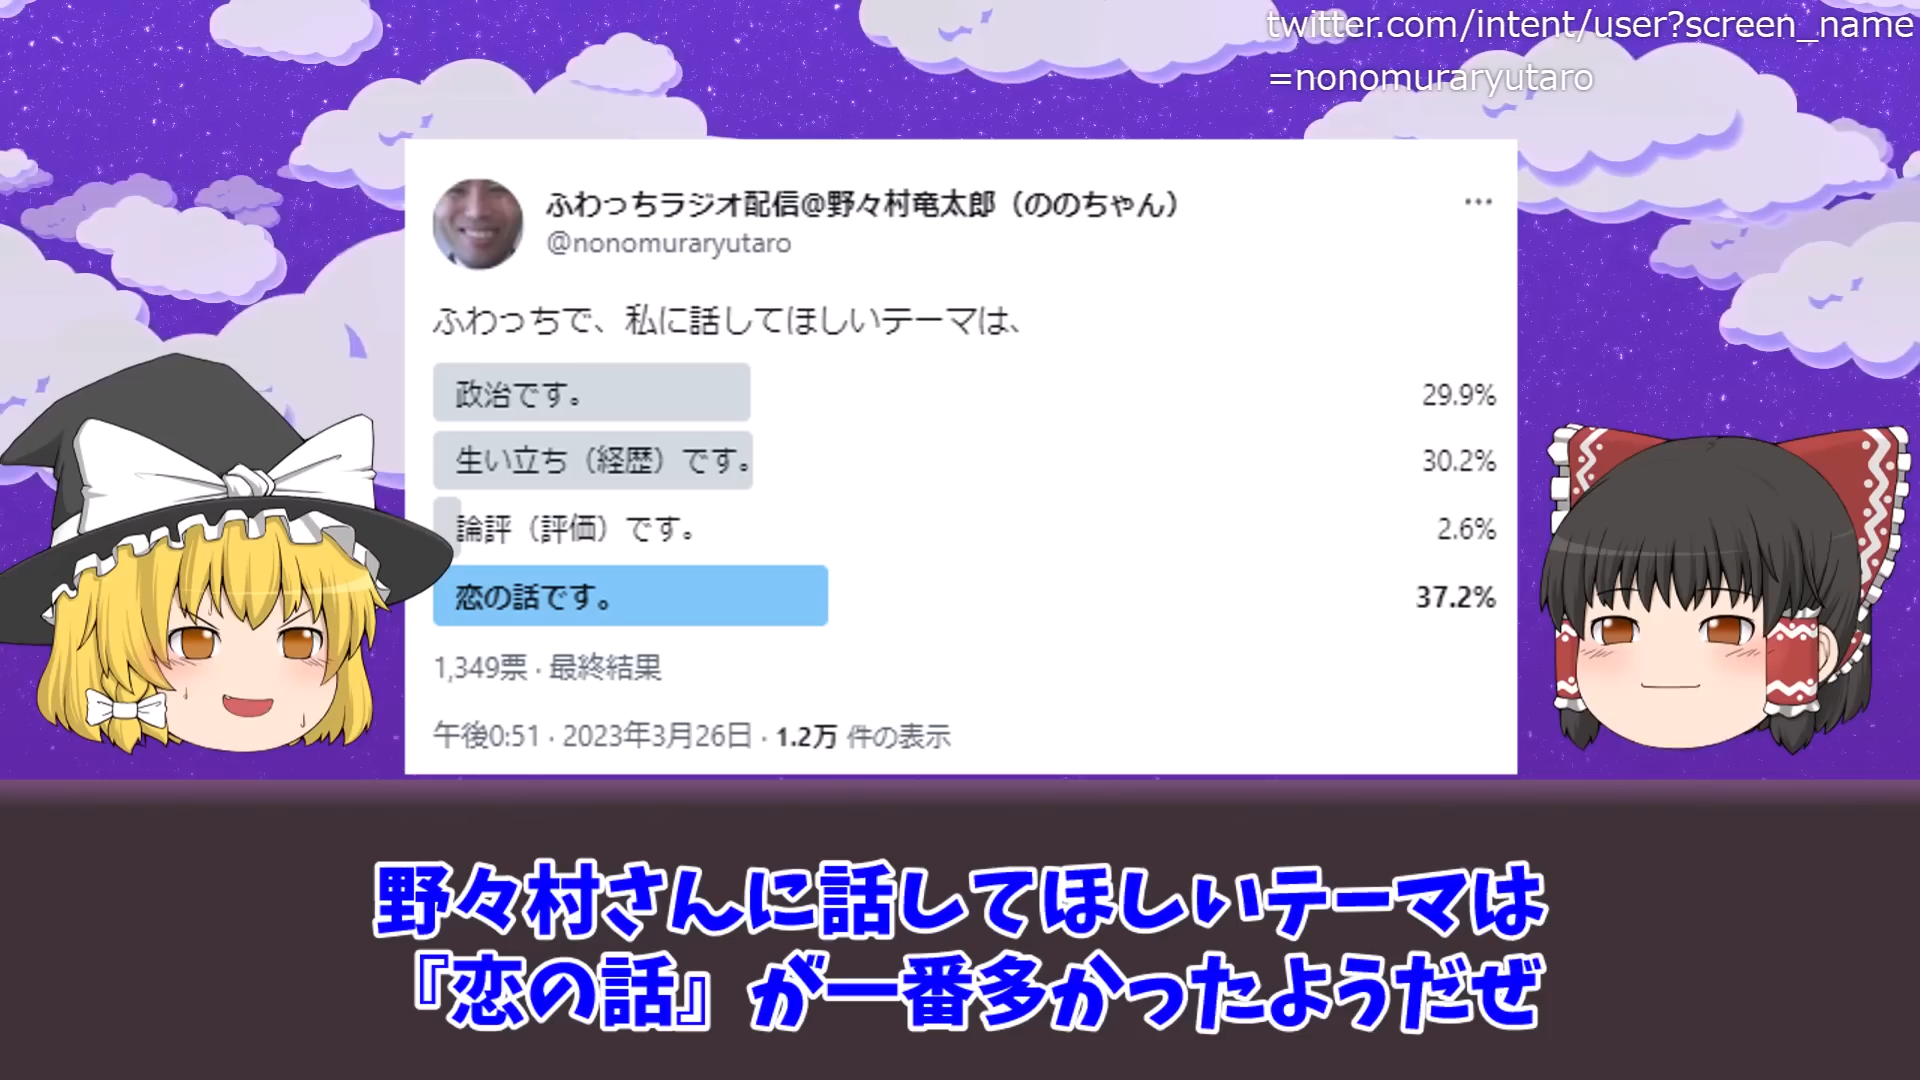 twitter.com/intent/user?screen_name
=nonomuraryutaro
ふわっちラジオ配信@野々村竜太郎（ののちゃん）
@nonomuraryutaro
ふわっちで、私に話してほしいテーマは、
政治です。 29.9%
生い立ち（経歴）です。 30.2%
論評（評価）です。 2.6%
恋の話です。 37.2%
1,349票 · 最終結果
午後0:51 · 2023年3月26日 · 1.2万 件の表示
野々村さんに話してほしいテーマは
『恋の話』が一番多かったようだぜ